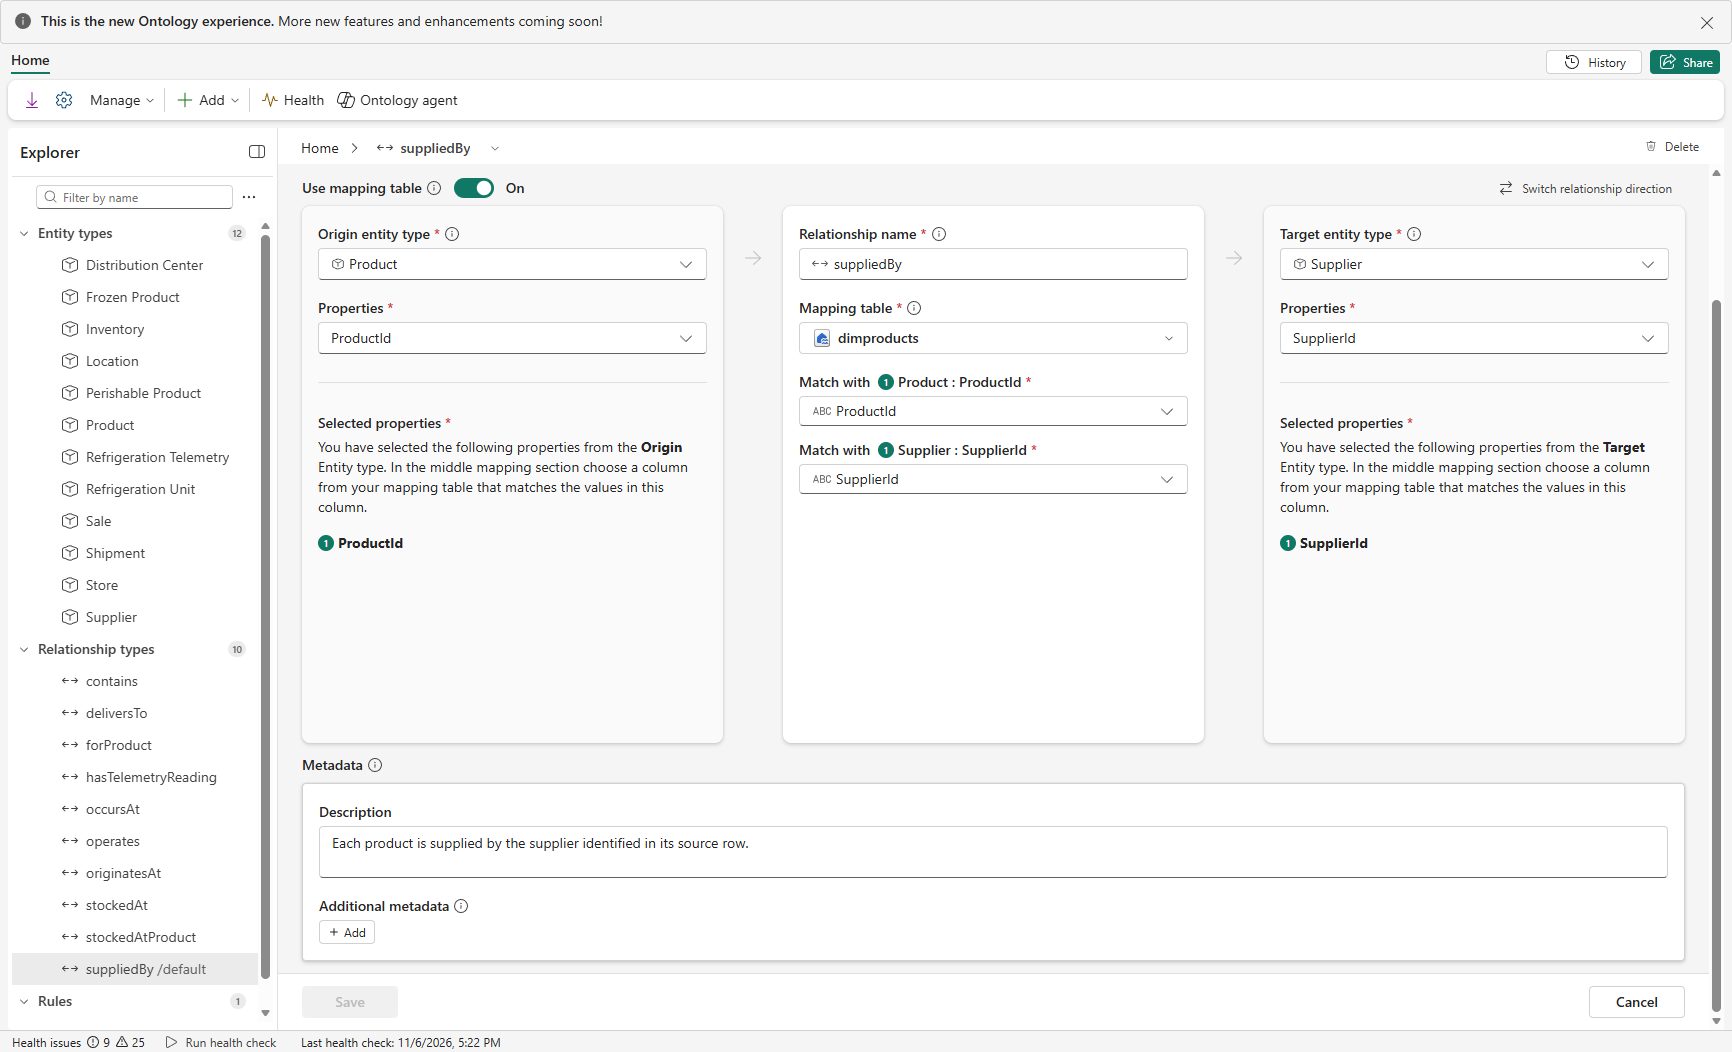 This is the new Ontology experience. More new features and enhancements coming soon!
Home
History
Share
Manage
Add
Health
Ontology agent
Explorer
Filter by name
Entity types 12
Distribution Center
Frozen Product
Inventory
Location
Perishable Product
Product
Refrigeration Telemetry
Refrigeration Unit
Sale
Shipment
Store
Supplier
Relationship types 10
contains
deliversTo
forProduct
hasTelemetryReading
occursAt
operates
originatesAt
stockedAt
stockedAtProduct
suppliedBy /default
Rules 1
Home > suppliedBy
Delete
Use mapping table On
Switch relationship direction
Origin entity type *
Product
Properties *
ProductId
Selected properties *
You have selected the following properties from the Origin
Entity type. In the middle mapping section choose a column
from your mapping table that matches the values in this
column.
1 ProductId
Relationship name *
suppliedBy
Mapping table *
dimproducts
Match with 1 Product : ProductId *
ABC ProductId
Match with 1 Supplier : SupplierId *
ABC SupplierId
Target entity type *
Supplier
Properties *
SupplierId
Selected properties *
You have selected the following properties from the Target
Entity type. In the middle mapping section choose a column
from your mapping table that matches the values in this
column.
1 SupplierId
Metadata
Description
Each product is supplied by the supplier identified in its source row.
Additional metadata
+ Add
Save
Cancel
Health issues 9 25 Run health check Last health check: 11/6/2026, 5:22 PM